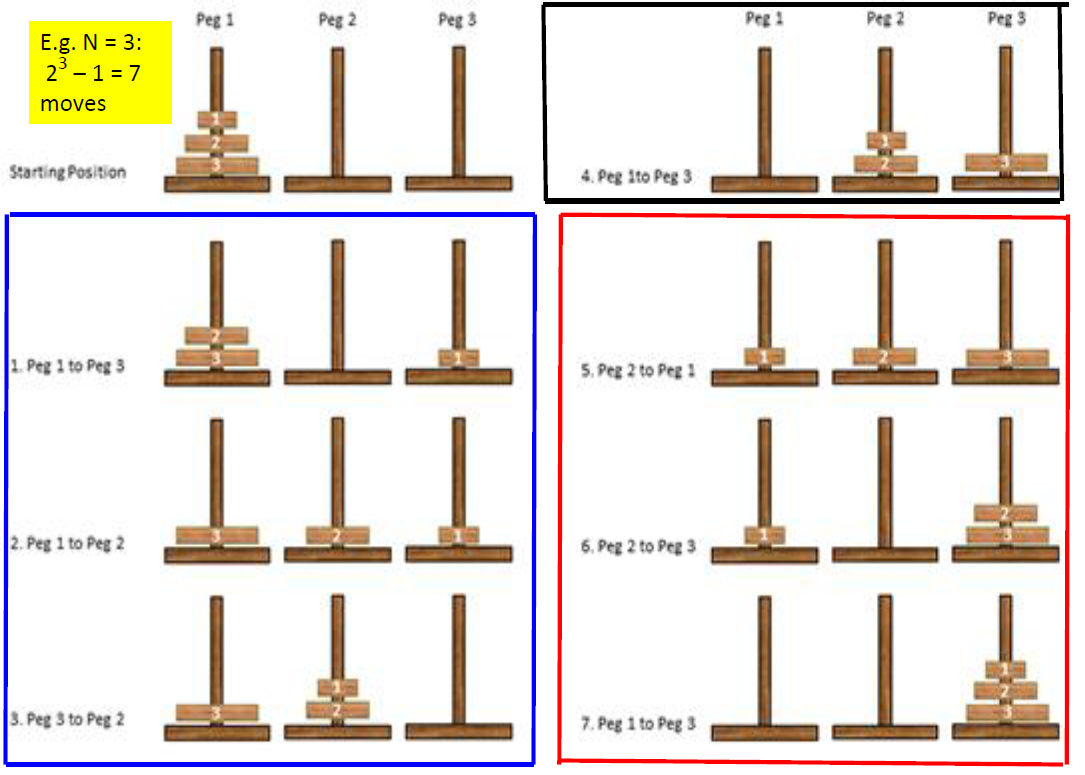 Peg 1 Peg 2 Peg 3
E.g. N = 3:
2³ – 1 = 7
moves
1
2
3
Starting Position
Peg 1 Peg 2 Peg 3
1
2 3
4. Peg 1to Peg 3
2
3 1
1. Peg 1 to Peg 3
3 2 1
2. Peg 1 to Peg 2
1
3 2
3. Peg 3 to Peg 2
1 2 3
5. Peg 2 to Peg 1
2
1 3
6. Peg 2 to Peg 3
1
2
3
7. Peg 1 to Peg 3